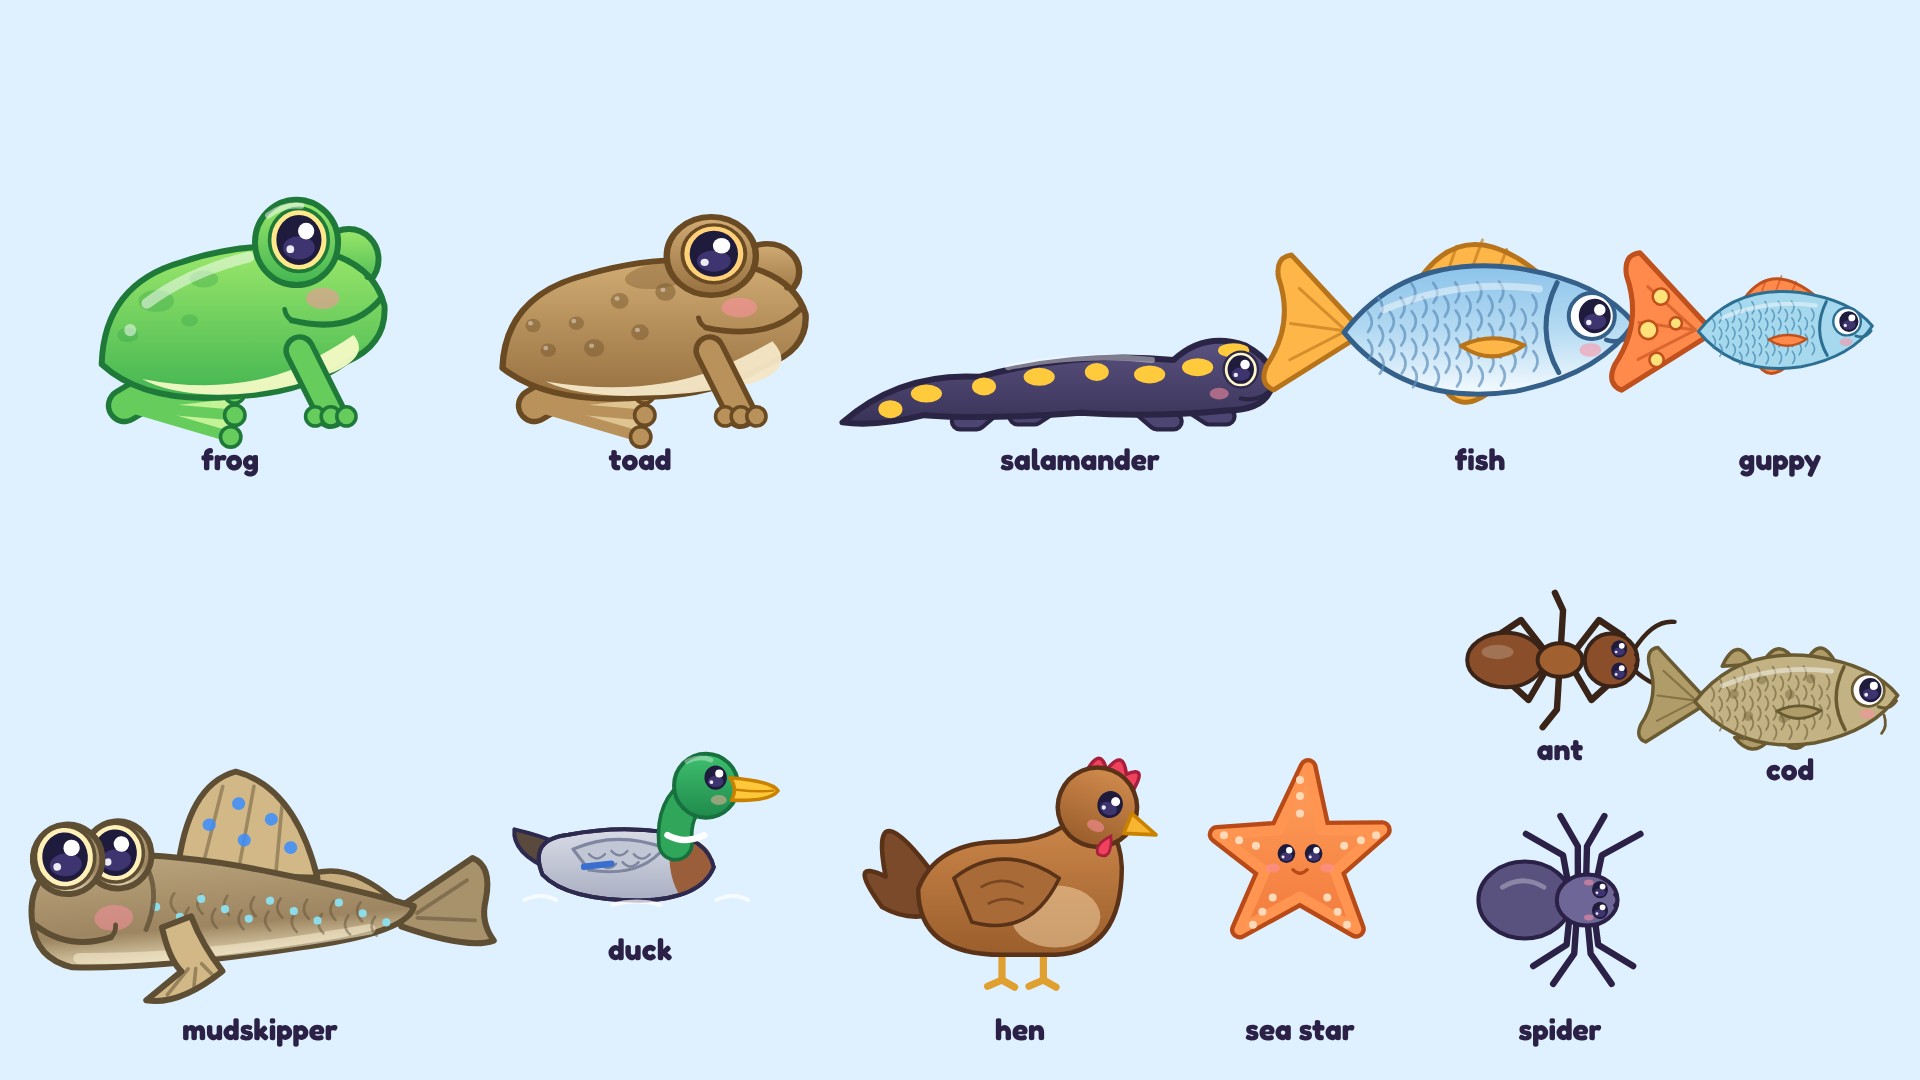 frog
toad
salamander
fish
guppy
ant
cod
duck
mudskipper
hen
sea star
spider